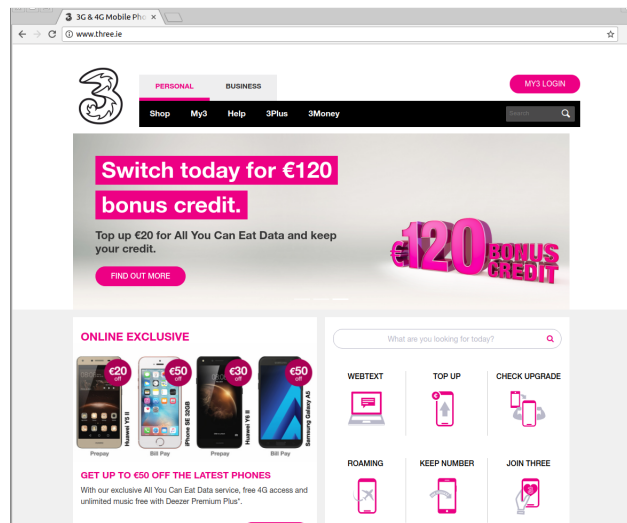 3 3G & 4G Mobile Pho
www.three.ie
3
PERSONAL BUSINESS
MY3 LOGIN
Shop My3 Help 3Plus 3Money
Search
Switch today for €120
bonus credit.
Top up €20 for All You Can Eat Data and keep
your credit.
FIND OUT MORE
€120 BONUS
CREDIT
ONLINE EXCLUSIVE
€20
off
Huawei Y5 II
Prepay
€50
off
iPhone SE 32GB
Bill Pay
€30
off
Huawei Y6 II
Prepay
€50
off
Samsung Galaxy A5
Bill Pay
GET UP TO €50 OFF THE LATEST PHONES
With our exclusive All You Can Eat Data service, free 4G access and
unlimited music free with Deezer Premium Plus*.
What are you looking for today?
WEBTEXT TOP UP CHECK UPGRADE
€
ROAMING KEEP NUMBER JOIN THREE